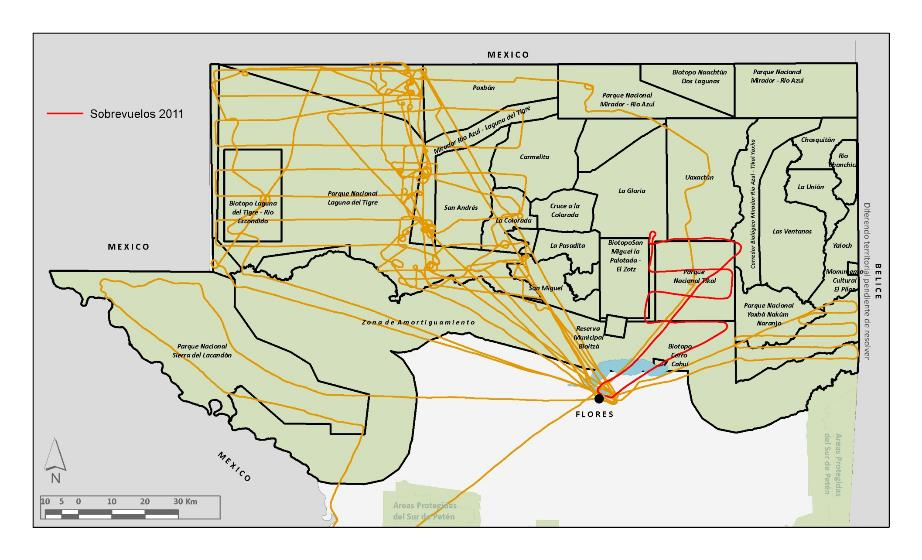 MEXICO
Sobrevuelos 2011
Paxbán
Biotopo Naachtún
Dos Lagunas
Parque Nacional
Mirador - Río Azul
Parque Nacional
Mirador - Río Azul
Mirador Río Azul - Laguna del Tigre
Chosquitán
Río
Chanchic
Carmelita
Corredor Biológico Mirador Río Azul - Tikal Yaxha
La Unión
Uaxactún
La Gloria
Parque Nacional
Laguna del Tigre
Biotopo Laguna
del Tigre - Río
Escondido
San Andrés
Cruce a la
Colorada
La Colorada
Las Ventanas
Yaloch
MEXICO
La Pasadita
Biotopo San
Miguel la
Palotada -
El Zotz
Parque
Nacional Tikal
Monumento
Cultural
El Pilar
BELICE
Diferendo territorial pendiente de resolver
San Miguel
Parque Nacional
Yaxhá Nakúm
Naranjo
Zona de Amortiguamiento
Reserva
Municipal
Bioitzá
Biotopo
Cerro
Cahuí
Parque Nacional
Sierra del Lacandón
FLORES
MEXICO
N
10 5 0 10 20 30 Km
Areas Protegidas
del Sur de Petén
Areas Protegidas
del Sur de Petén